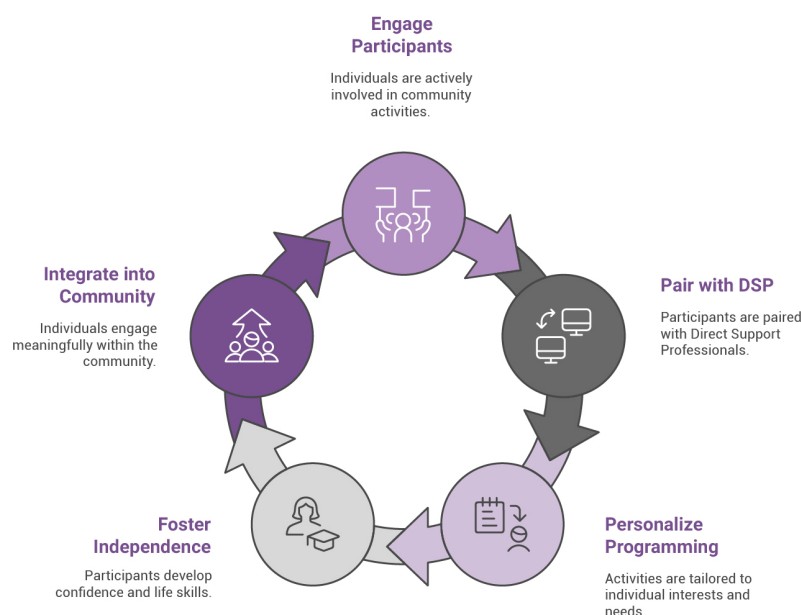 Engage
Participants
Individuals are actively
involved in community
activities.
Pair with DSP
Participants are paired
with Direct Support
Professionals.
Personalize
Programming
Activities are tailored to
individual interests and
needs
Foster
Independence
Participants develop
confidence and life skills.
Integrate into
Community
Individuals engage
meaningfully within the
community.